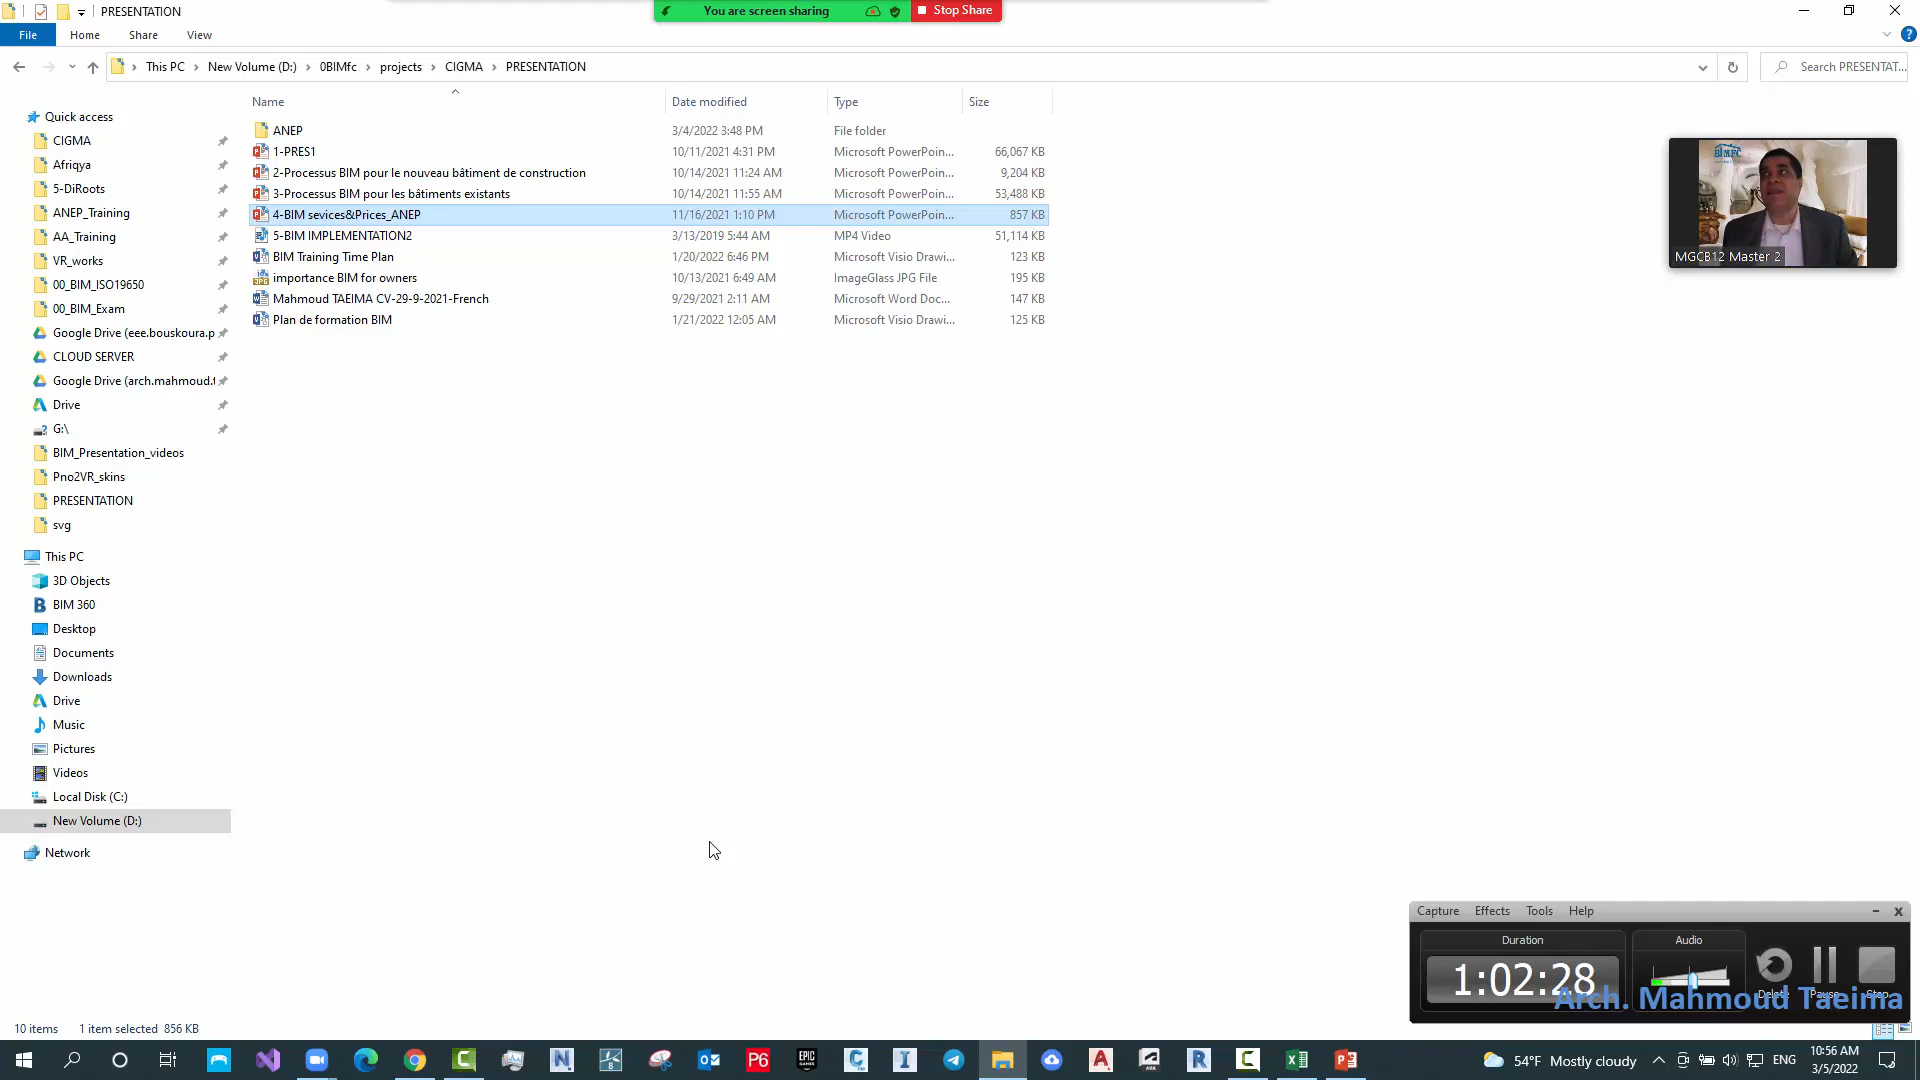 PRESENTATION
You are screen sharing
Stop Share
File
Home
Share
View
This PC
New Volume (D:)
0BIMfc
projects
CIGMA
PRESENTATION
Search PRESENTAT...
Name
Date modified
Type
Size
ANEP 3/4/2022 3:48 PM File folder
1-PRES1 10/11/2021 4:31 PM Microsoft PowerPoin... 66,067 KB
2-Processus BIM pour le nouveau bâtiment de construction 10/14/2021 11:24 AM Microsoft PowerPoin... 9,204 KB
3-Processus BIM pour les bâtiments existants 10/14/2021 11:55 AM Microsoft PowerPoin... 53,488 KB
4-BIM sevices&Prices_ANEP 11/16/2021 1:10 PM Microsoft PowerPoin... 857 KB
5-BIM IMPLEMENTATION2 3/13/2019 5:44 AM MP4 Video 51,114 KB
BIM Training Time Plan 1/20/2022 6:46 PM Microsoft Visio Drawi... 123 KB
importance BIM for owners 10/13/2021 6:49 AM ImageGlass JPG File 195 KB
Mahmoud TAEIMA CV-29-9-2021-French 9/29/2021 2:11 AM Microsoft Word Doc... 147 KB
Plan de formation BIM 1/21/2022 12:05 AM Microsoft Visio Drawi... 125 KB
Quick access
CIGMA
Afriqya
5-DiRoots
ANEP_Training
AA_Training
VR_works
00_BIM_ISO19650
00_BIM_Exam
Google Drive (eee.bouskoura.p
CLOUD SERVER
Google Drive (arch.mahmoud.t
Drive
G:\
BIM_Presentation_videos
Pno2VR_skins
PRESENTATION
svg
This PC
3D Objects
BIM 360
Desktop
Documents
Downloads
Drive
Music
Pictures
Videos
Local Disk (C:)
New Volume (D:)
Network
BIMFC
MGCB12 Master 2
Capture
Effects
Tools
Help
Duration
Audio
1:02:28
Delete
Pause
Stop
Arch. Mahmoud Taeima
10 items
1 item selected 856 KB
P6
EPIC
GAMES
54°F Mostly cloudy
ENG
10:56 AM
3/5/2022